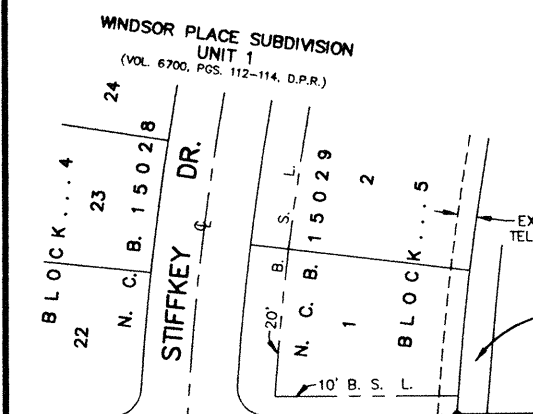 WINDSOR PLACE SUBDIVISION
UNIT 1
(VOL. 6700, PGS. 112-114, D.P.R.)
24
BLOCK....4
23
22
N. C. B. 15028
STIFFKEY DR.
℄
20' B. S. L.
N. C. B. 15029
2
1
BLOCK....5
10' B. S. L.
EX
TEL